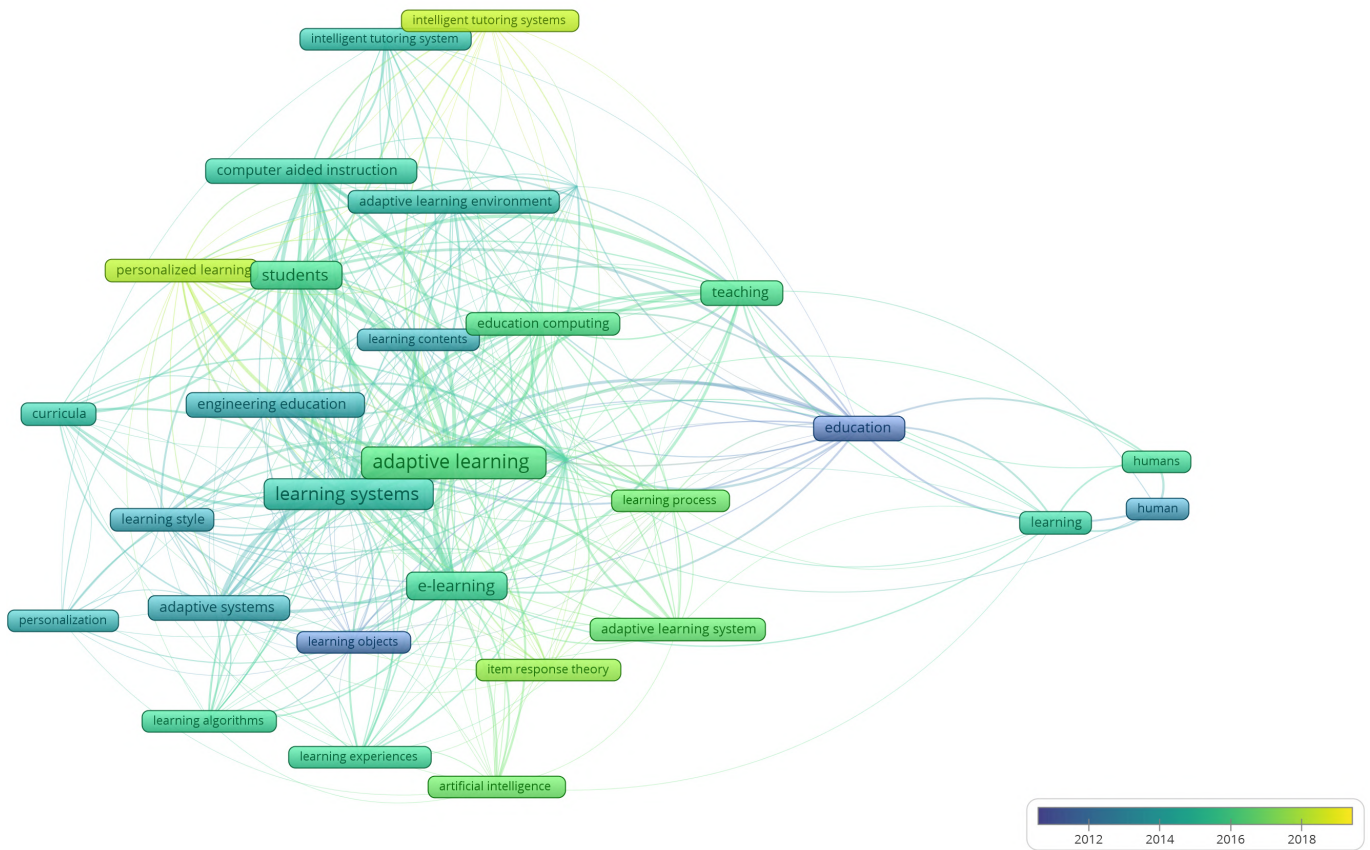 intelligent tutoring systems
intelligent tutoring system
computer aided instruction
adaptive learning environment
personalized learning
students
teaching
education computing
learning contents
engineering education
curricula
education
adaptive learning
humans
learning systems
learning process
human
learning style
learning
e-learning
adaptive systems
personalization
adaptive learning system
learning objects
item response theory
learning algorithms
learning experiences
artificial intelligence
2012 2014 2016 2018